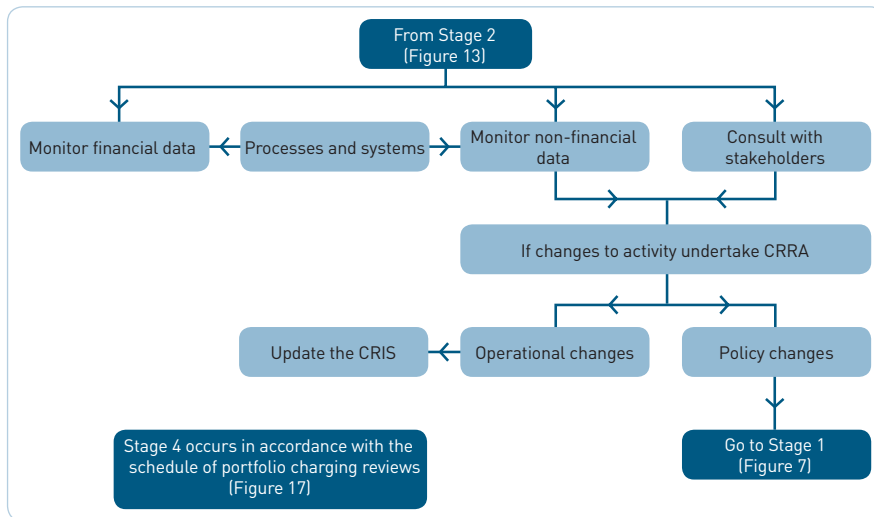 From Stage 2
(Figure 13)
Monitor financial data
Processes and systems
Monitor non-financial
data
Consult with
stakeholders
If changes to activity undertake CRRA
Update the CRIS
Operational changes
Policy changes
Stage 4 occurs in accordance with the
schedule of portfolio charging reviews
(Figure 17)
Go to Stage 1
(Figure 7)